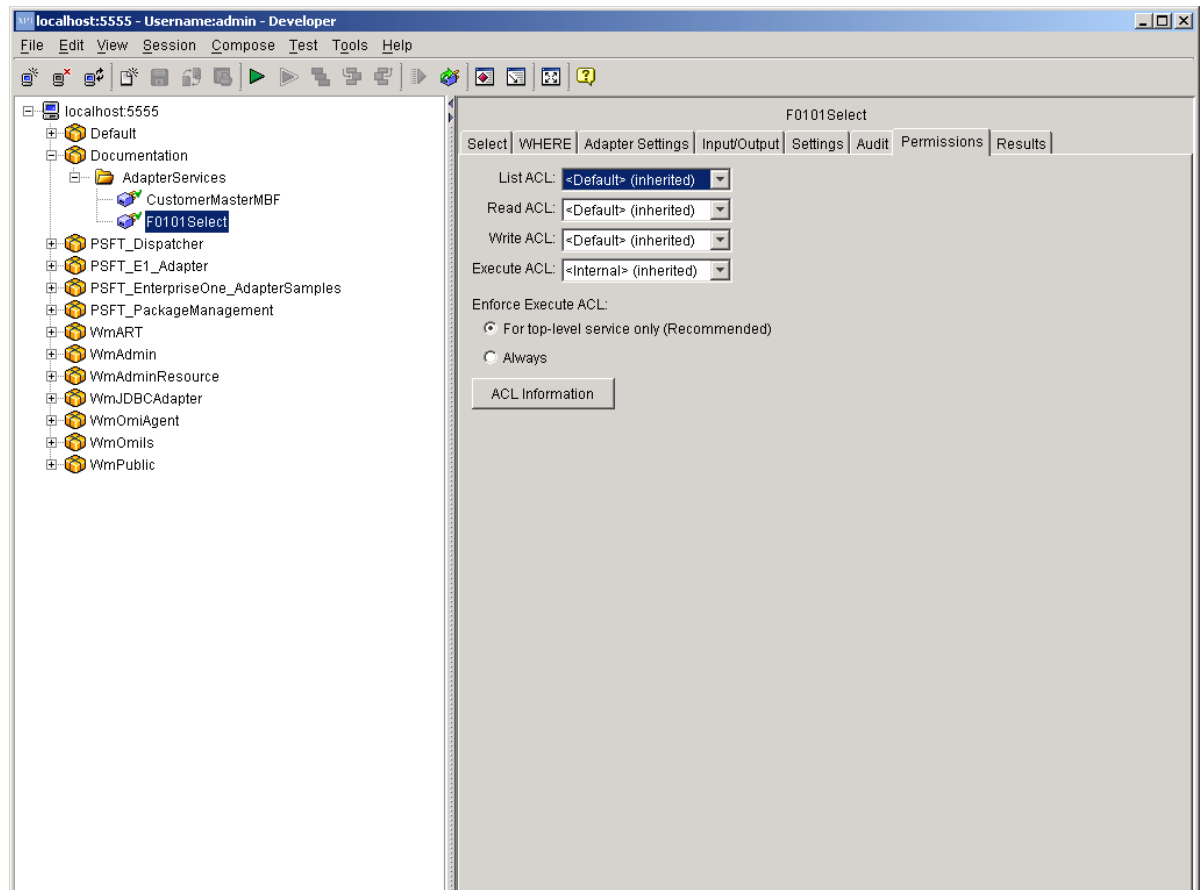 localhost:5555 - Username:admin - Developer
File Edit View Session Compose Test Tools Help
localhost:5555
Default
Documentation
AdapterServices
CustomerMasterMBF
F0101Select
PSFT_Dispatcher
PSFT_E1_Adapter
PSFT_EnterpriseOne_AdapterSamples
PSFT_PackageManagement
WmART
WmAdmin
WmAdminResource
WmJDBCAdapter
WmOmiAgent
WmOmiIs
WmPublic
F0101Select
Select WHERE Adapter Settings Input/Output Settings Audit Permissions Results
List ACL: <Default> (inherited)
Read ACL: <Default> (inherited)
Write ACL: <Default> (inherited)
Execute ACL: <Internal> (inherited)
Enforce Execute ACL:
For top-level service only (Recommended)
Always
ACL Information